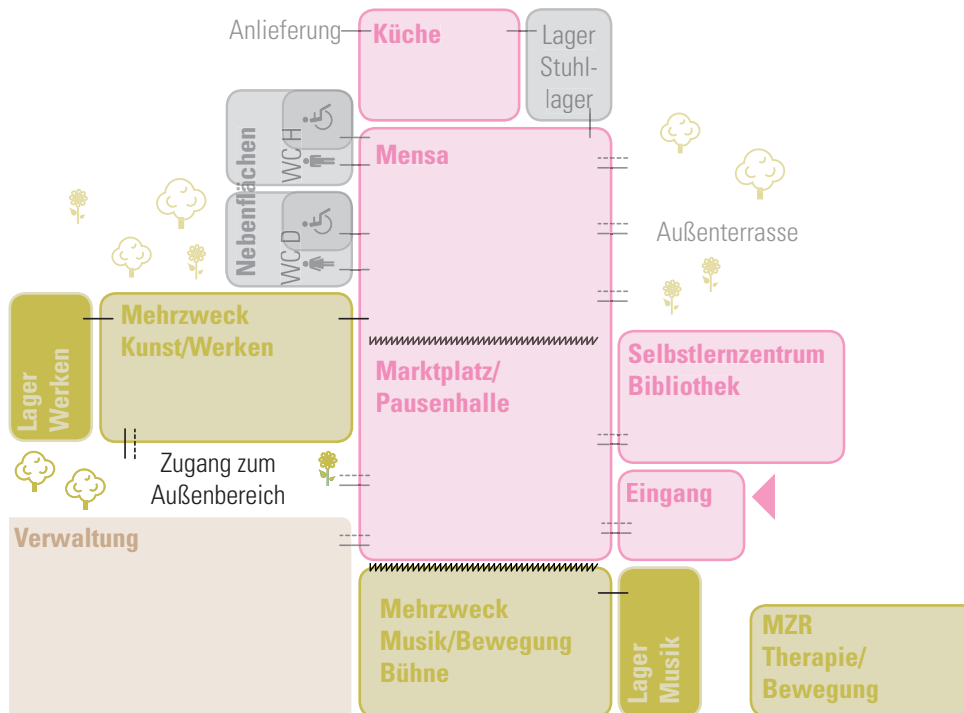 Anlieferung
Küche
Lager
Stuhl-
lager
Nebenflächen
WC H
WC D
Mensa
Außenterrasse
Lager
Werken
Mehrzweck
Kunst/Werken
Marktplatz/
Pausenhalle
Selbstlernzentrum
Bibliothek
Zugang zum
Außenbereich
Eingang
Verwaltung
Mehrzweck
Musik/Bewegung
Bühne
Lager
Musik
MZR
Therapie/
Bewegung